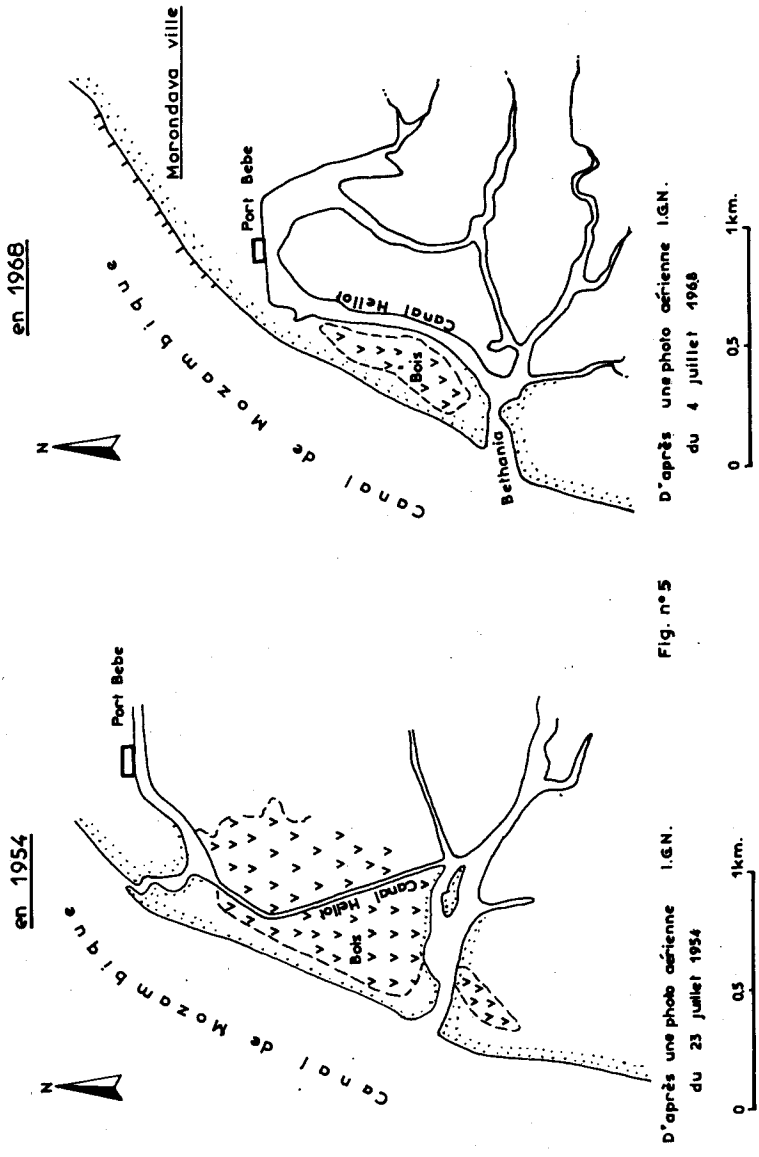 en 1954
N
Canal de Mozambique
Port Bebe
Canal Hellot
Bois
D'après une photo aérienne I.G.N.
du 23 juillet 1954
0 0.5 1km.
Fig. n° 5
en 1968
N
Canal de Mozambique
Morondava ville
Port Bebe
Canal Hellot
Bois
Bethania
D'après une photo aérienne I.G.N.
du 4 juillet 1968
0 0.5 1km.